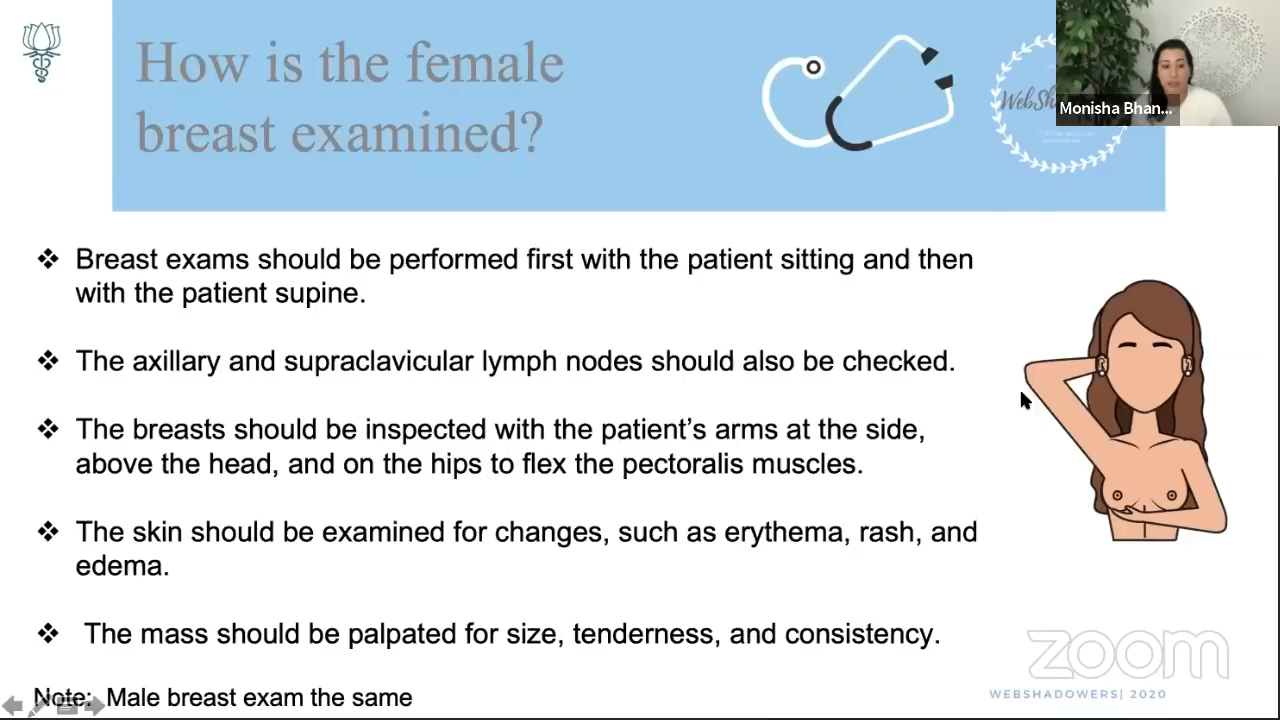 How is the female
breast examined?
Monisha Bhan...
❖ Breast exams should be performed first with the patient sitting and then
with the patient supine.
❖ The axillary and supraclavicular lymph nodes should also be checked.
❖ The breasts should be inspected with the patient’s arms at the side,
above the head, and on the hips to flex the pectoralis muscles.
❖ The skin should be examined for changes, such as erythema, rash, and
edema.
❖ The mass should be palpated for size, tenderness, and consistency.
Note: Male breast exam the same
zoom
WEBSHADOWERS| 2020